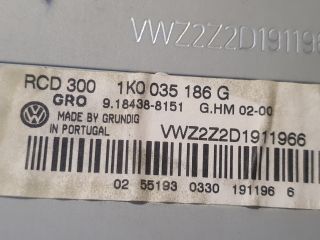 VWZ2Z2D1911966
RCD 300 1K0 035 186 G
GRO 9.18438-8151 G.HM 02-00
MADE BY GRUNDIG
IN PORTUGAL
VWZ2Z2D1911966
02 55193 0330 191196 6